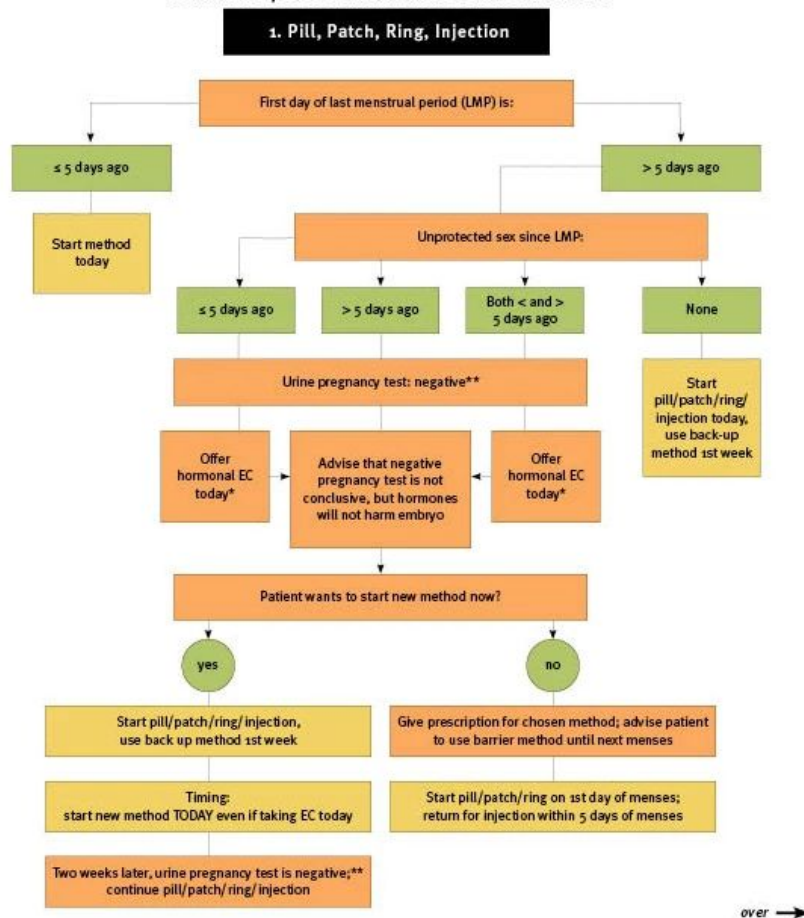 1. Pill, Patch, Ring, Injection
First day of last menstrual period (LMP) is:
≤ 5 days ago
> 5 days ago
Start method
today
Unprotected sex since LMP:
≤ 5 days ago
> 5 days ago
Both < and >
5 days ago
None
Urine pregnancy test: negative**
Start
pill/patch/ring/
injection today,
use back-up
method 1st week
Offer
hormonal EC
today*
Advise that negative
pregnancy test is not
conclusive, but hormones
will not harm embryo
Offer
hormonal EC
today*
Patient wants to start new method now?
yes
no
Start pill/patch/ring/injection,
use back up method 1st week
Give prescription for chosen method; advise patient
to use barrier method until next menses
Timing:
start new method TODAY even if taking EC today
Start pill/patch/ring on 1st day of menses;
return for injection within 5 days of menses
Two weeks later, urine pregnancy test is negative;**
continue pill/patch/ring/injection
over